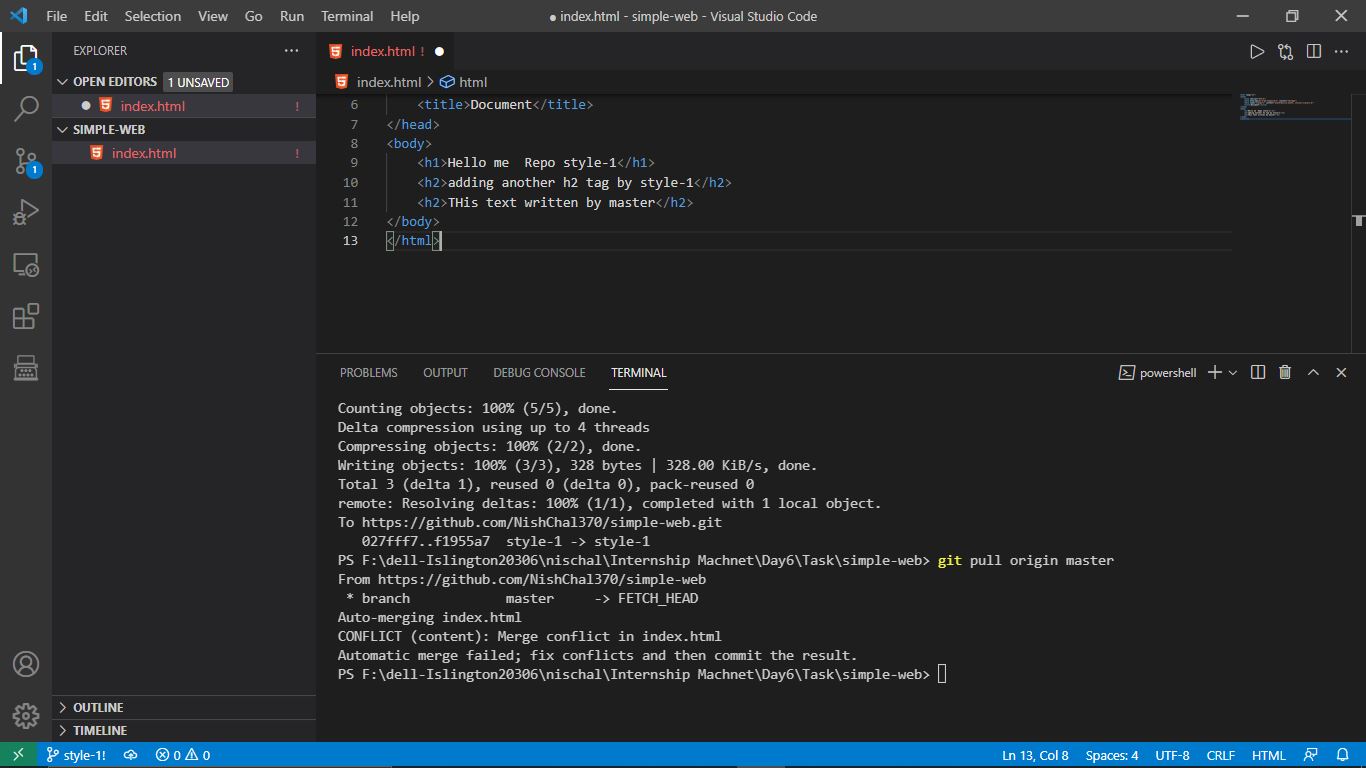 File Edit Selection View Go Run Terminal Help
● index.html - simple-web - Visual Studio Code
EXPLORER
OPEN EDITORS 1 UNSAVED
index.html !
SIMPLE-WEB
index.html !
1
1
index.html !
index.html > html
6 <title>Document</title>
7 </head>
8 <body>
9 <h1>Hello me  Repo style-1</h1>
10 <h2>adding another h2 tag by style-1</h2>
11 <h2>THis text written by master</h2>
12 </body>
13 </html>
PROBLEMS OUTPUT DEBUG CONSOLE TERMINAL
powershell
Counting objects: 100% (5/5), done.
Delta compression using up to 4 threads
Compressing objects: 100% (2/2), done.
Writing objects: 100% (3/3), 328 bytes | 328.00 KiB/s, done.
Total 3 (delta 1), reused 0 (delta 0), pack-reused 0
remote: Resolving deltas: 100% (1/1), completed with 1 local object.
To https://github.com/NishChal370/simple-web.git
027fff7..f1955a7  style-1 -> style-1
PS F:\dell-Islington20306\nischal\Internship Machnet\Day6\Task\simple-web> git pull origin master
From https://github.com/NishChal370/simple-web
* branch            master     -> FETCH_HEAD
Auto-merging index.html
CONFLICT (content): Merge conflict in index.html
Automatic merge failed; fix conflicts and then commit the result.
PS F:\dell-Islington20306\nischal\Internship Machnet\Day6\Task\simple-web>
OUTLINE
TIMELINE
style-1! 0 0
Ln 13, Col 8 Spaces: 4 UTF-8 CRLF HTML